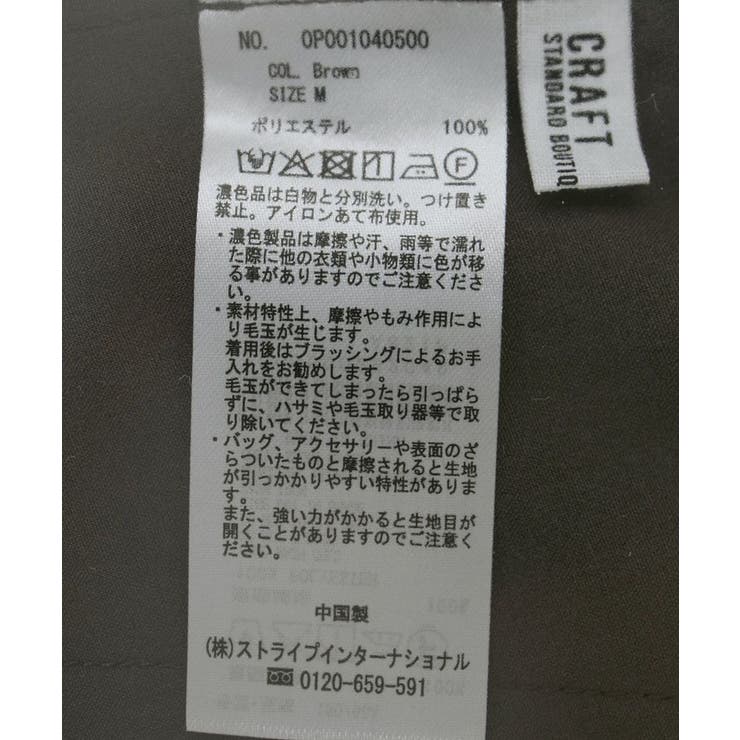 NO. 0P001040500
COL. Brown
SIZE M
ポリエステル 100%
F
濃色品は白物と分別洗い。つけ置き
禁止。アイロンあて布使用。
・濃色製品は摩擦や汗、雨等で濡れ
た際に他の衣類や小物類に色が移
る事がありますのでご注意くださ
い。
・素材特性上、摩擦やもみ作用によ
り毛玉が生じます。
着用後はブラッシングによるお手
入れをお勧めします。
毛玉ができてしまったら引っぱら
ずに、ハサミや毛玉取り器等で取
り除いてください。
・バッグ、アクセサリーや表面のざ
らついたものと摩擦されると生地
が引っかかりやすい特性がありま
す。
また、強い力がかかると生地目が
開くことがありますのでご注意く
ださい。
中国製
(株)ストライプインターナショナル
0120-659-591
CRAFT
STANDARD BOUTIQ